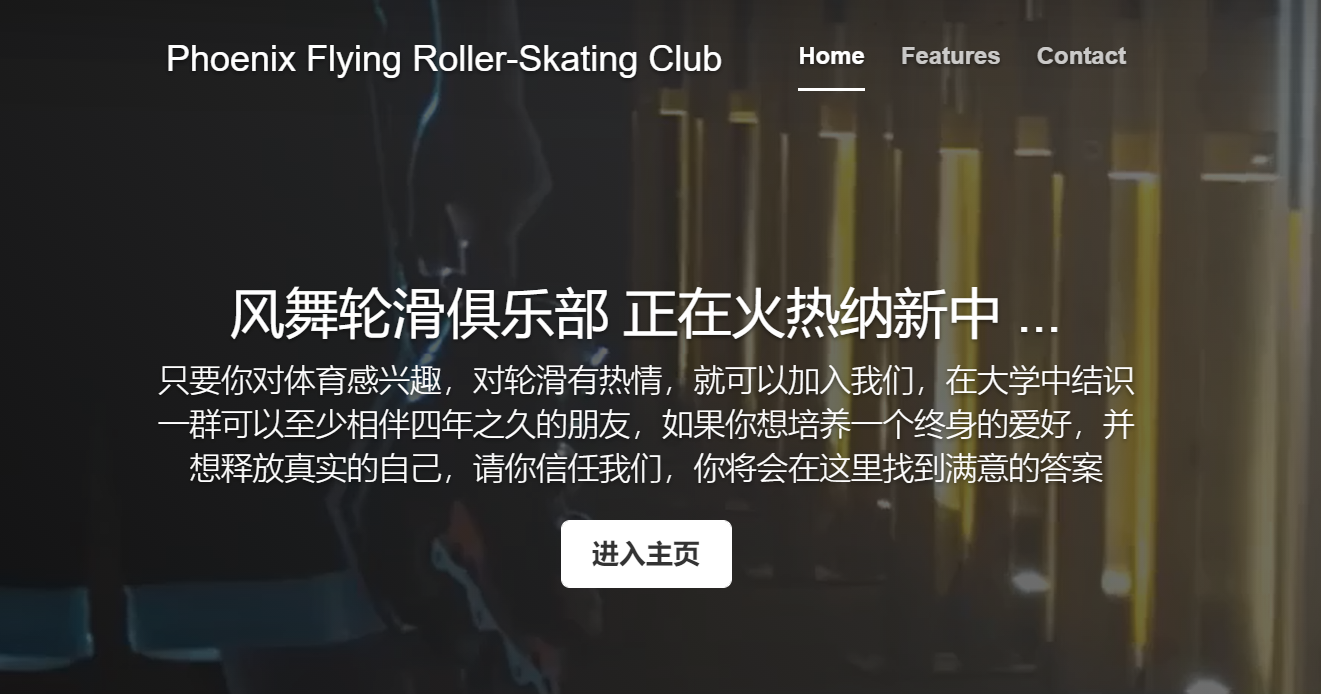 Phoenix Flying Roller-Skating Club
Home Features Contact
风舞轮滑俱乐部 正在火热纳新中 ...
只要你对体育感兴趣，对轮滑有热情，就可以加入我们，在大学中结识
一群可以至少相伴四年之久的朋友，如果你想培养一个终身的爱好，并
想释放真实的自己，请你信任我们，你将会在这里找到满意的答案
进入主页